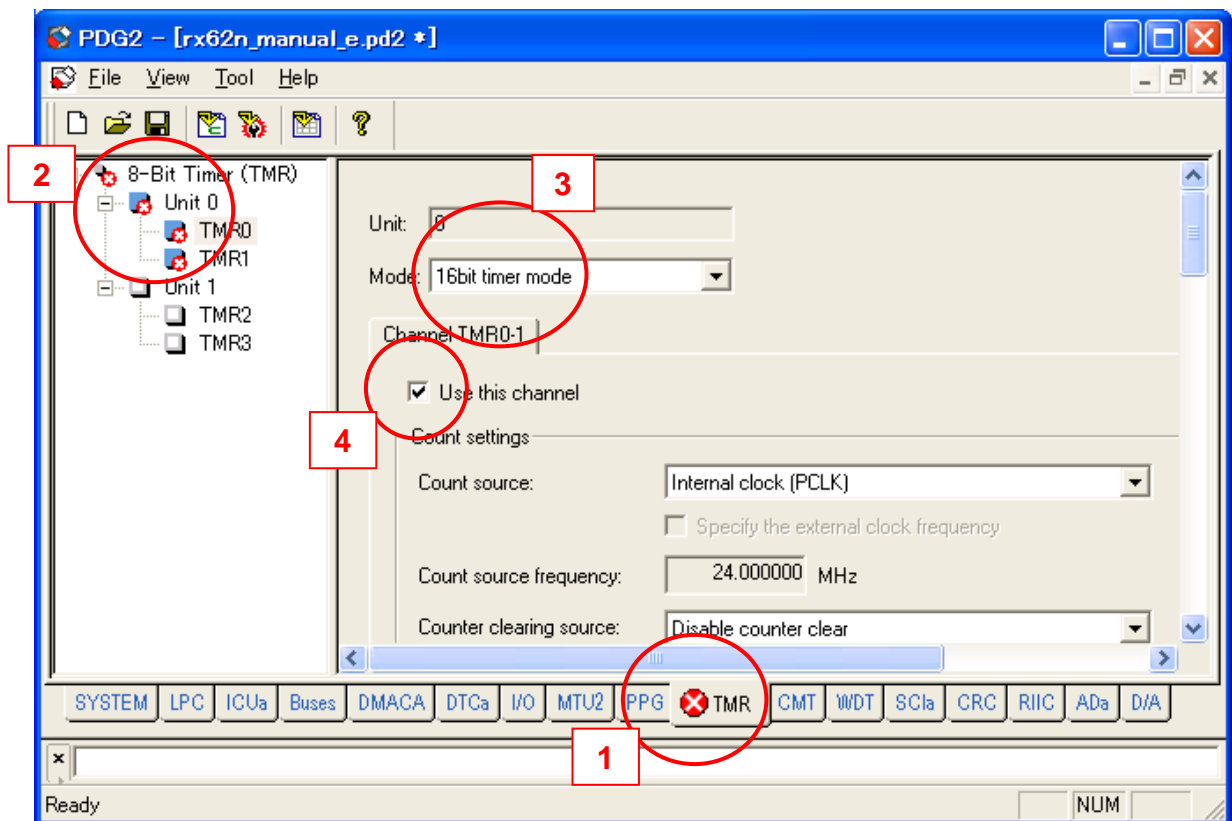 PDG2 - [rx62n_manual_e.pd2 *]
File View Tool Help
2
8-Bit Timer (TMR)
Unit 0
TMR0
TMR1
Unit 1
TMR2
TMR3
3
Unit: 0
Mode: 16bit timer mode
Channel TMR0-1
Use this channel
4
Count settings
Count source: Internal clock (PCLK)
Specify the external clock frequency
Count source frequency: 24.000000 MHz
Counter clearing source: Disable counter clear
SYSTEM LPC ICUa Buses DMACA DTCa I/O MTU2 PPG TMR CMT WDT SCIa CRC RIIC ADa D/A
1
Ready NUM